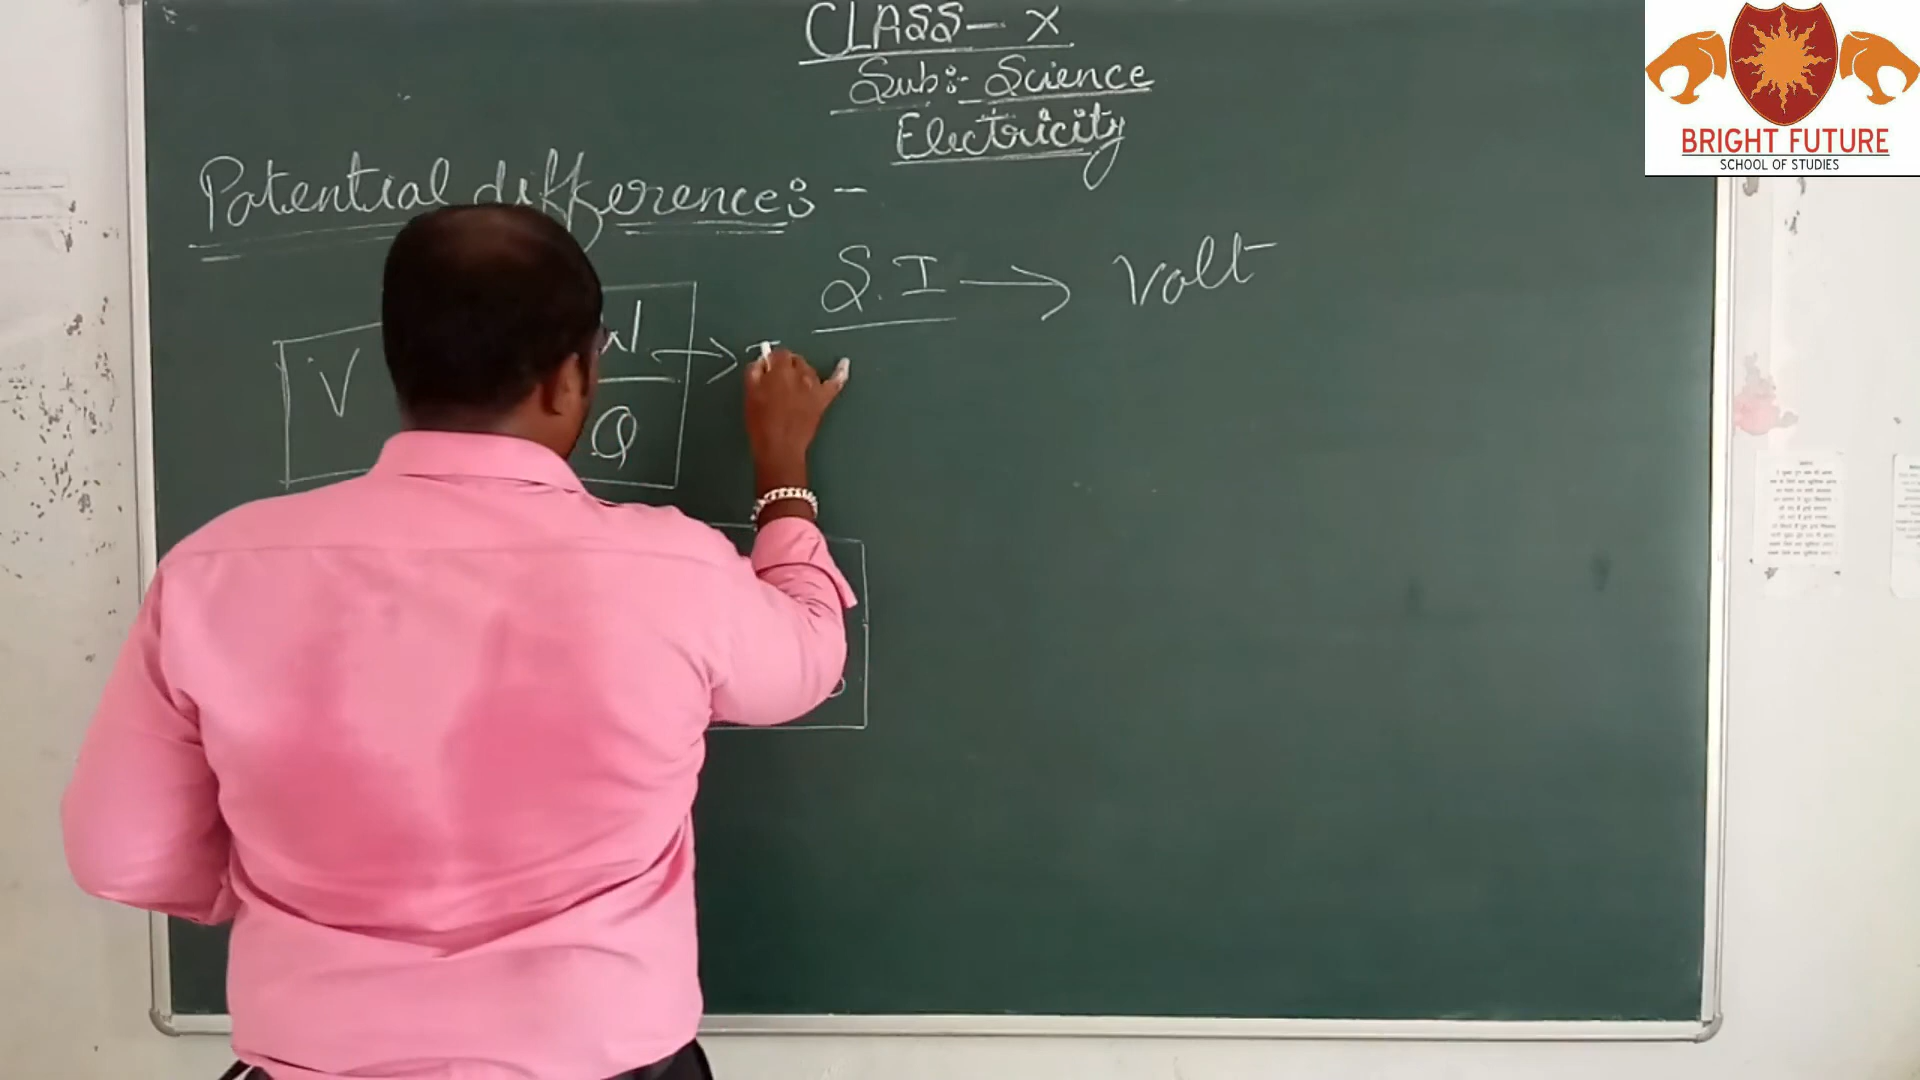 CLASS - X
Sub:- Science
Electricity
Potential differences -
S.I → Volt
V
Q
BRIGHT FUTURE
SCHOOL OF STUDIES